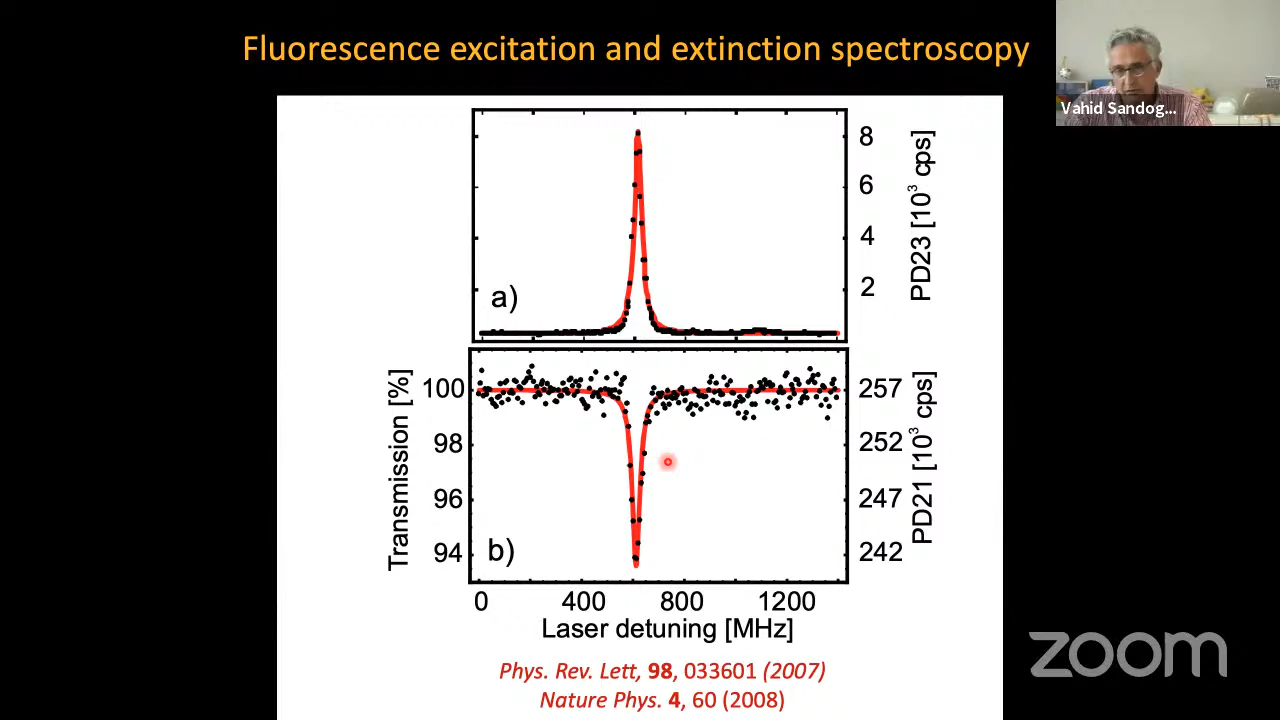 Fluorescence excitation and extinction spectroscopy
Vahid Sandog...
8
6
4
2
PD23 [10³ cps]
a)
Transmission [%]
100
98
96
94
257
252
247
242
PD21 [10³ cps]
b)
0 400 800 1200
Laser detuning [MHz]
Phys. Rev. Lett, 98, 033601 (2007)
Nature Phys. 4, 60 (2008)
zoom